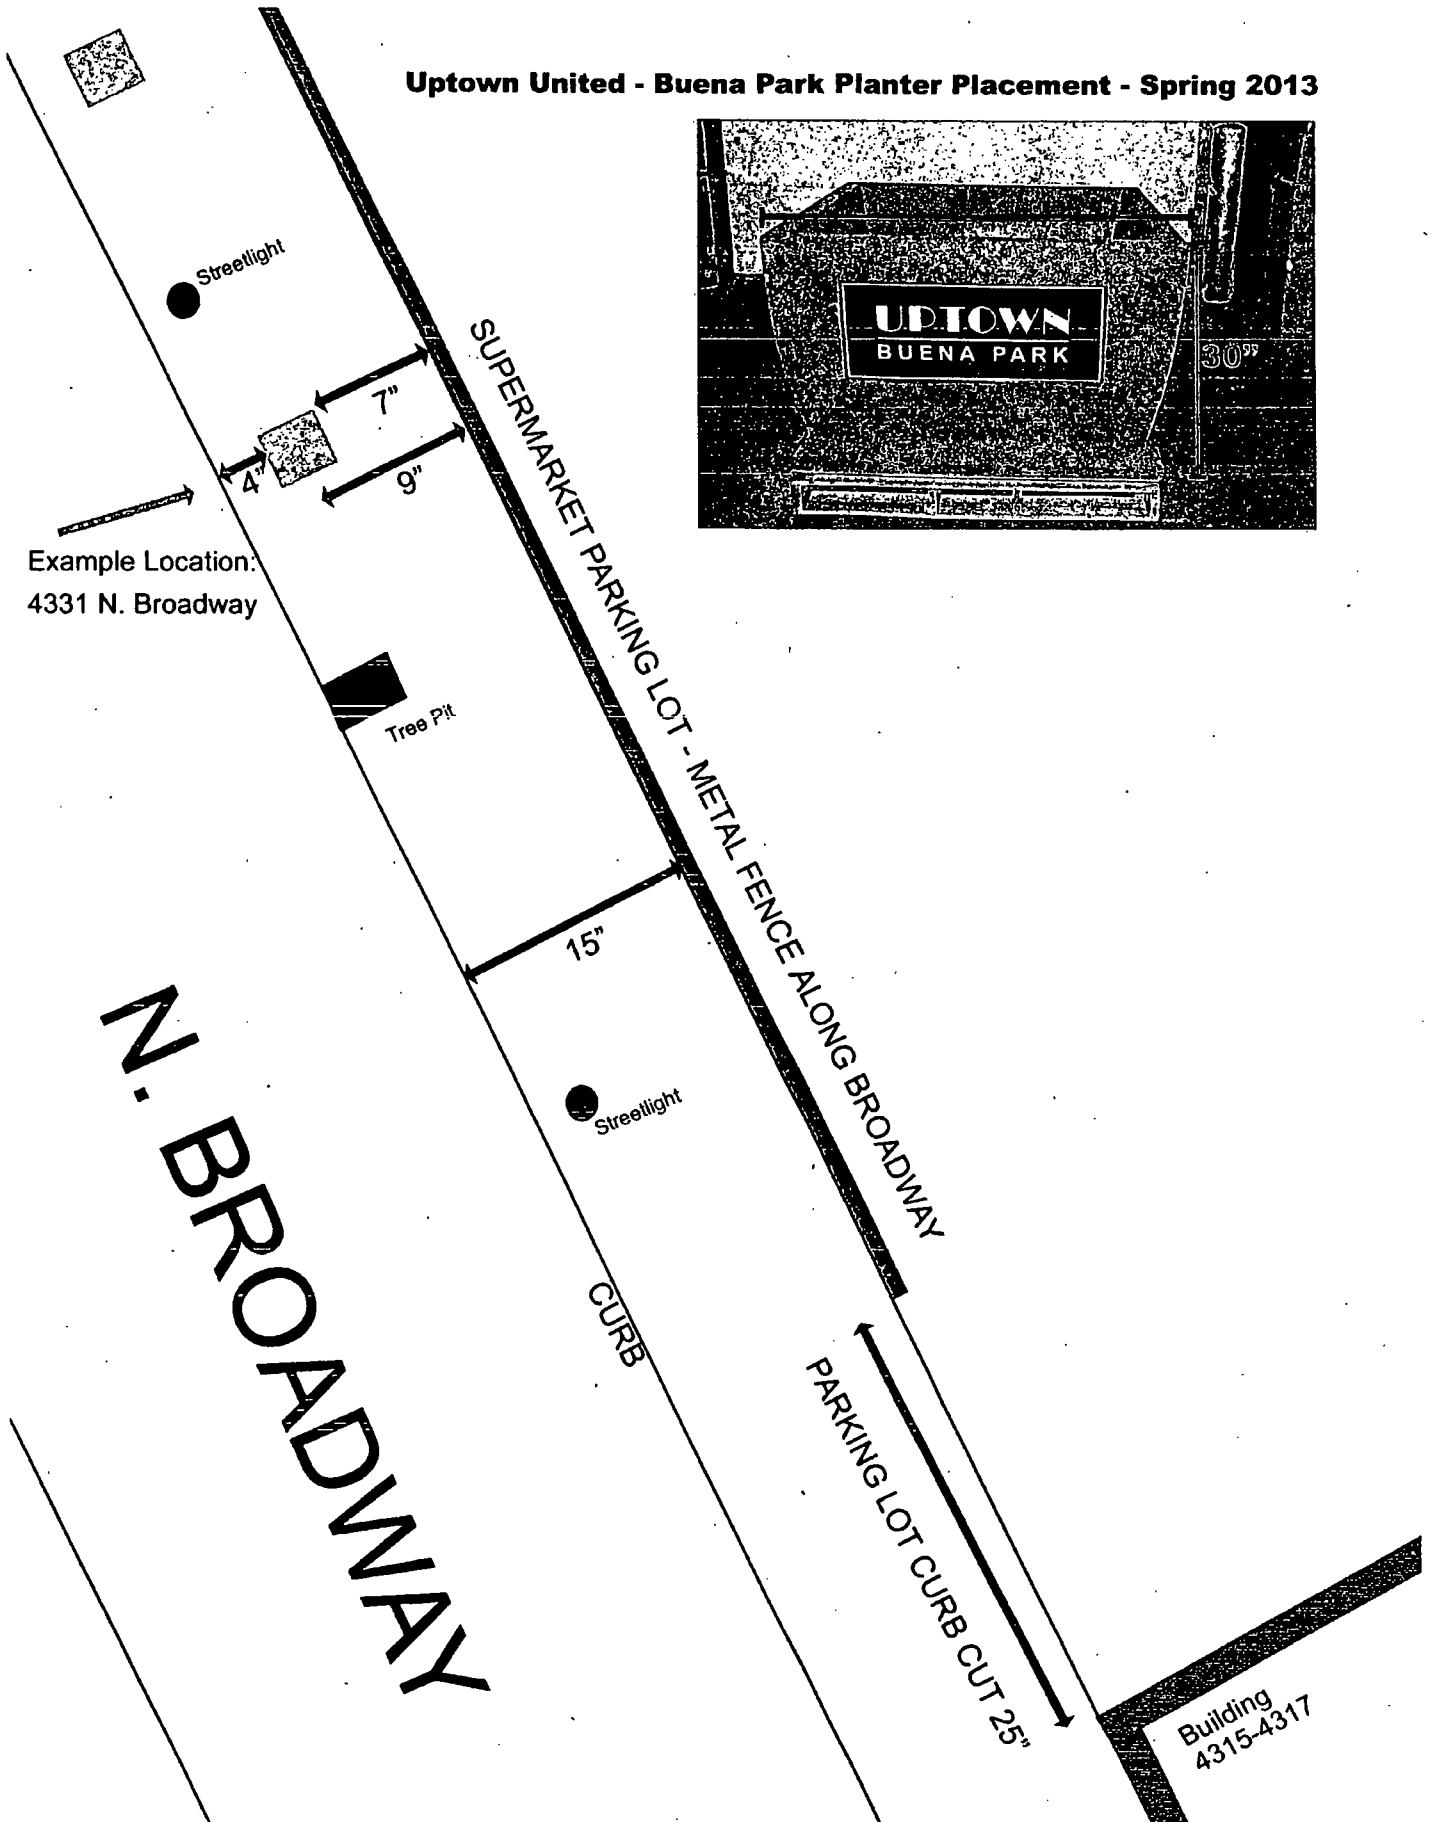 Uptown United - Buena Park Planter Placement - Spring 2013
UPTOWN
BUENA PARK
30"
Streetlight
7"
4"
9"
SUPERMARKET PARKING LOT - METAL FENCE ALONG BROADWAY
Example Location:
4331 N. Broadway
Tree Pit
15"
N. BROADWAY
Streetlight
CURB
PARKING LOT CURB CUT 25"
Building
4315-4317